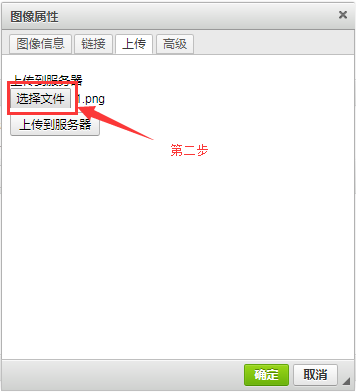 图像属性
图像信息 链接 上传 高级
上传到服务器
选择文件 1.png
上传到服务器
第二步
确定 取消